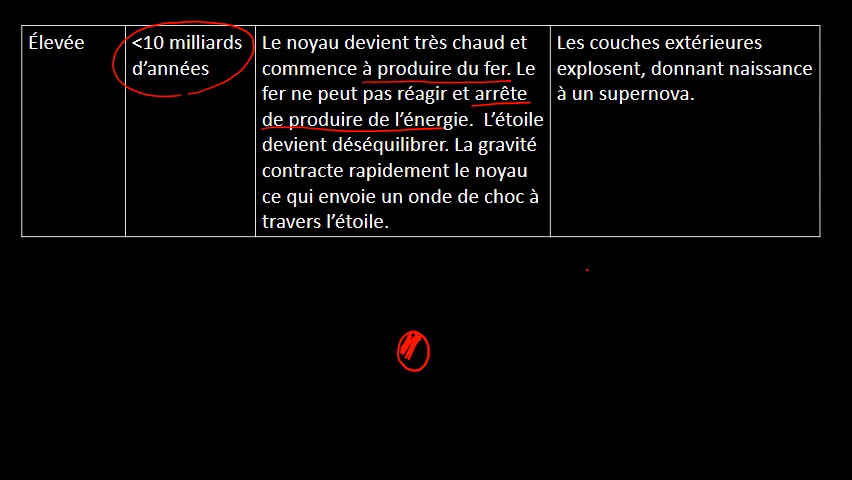 Élevée
<10 milliards
d’années
Le noyau devient très chaud et
commence à produire du fer. Le
fer ne peut pas réagir et arrête
de produire de l’énergie.  L’étoile
devient déséquilibrer. La gravité
contracte rapidement le noyau
ce qui envoie un onde de choc à
travers l’étoile.
Les couches extérieures
explosent, donnant naissance
à un supernova.